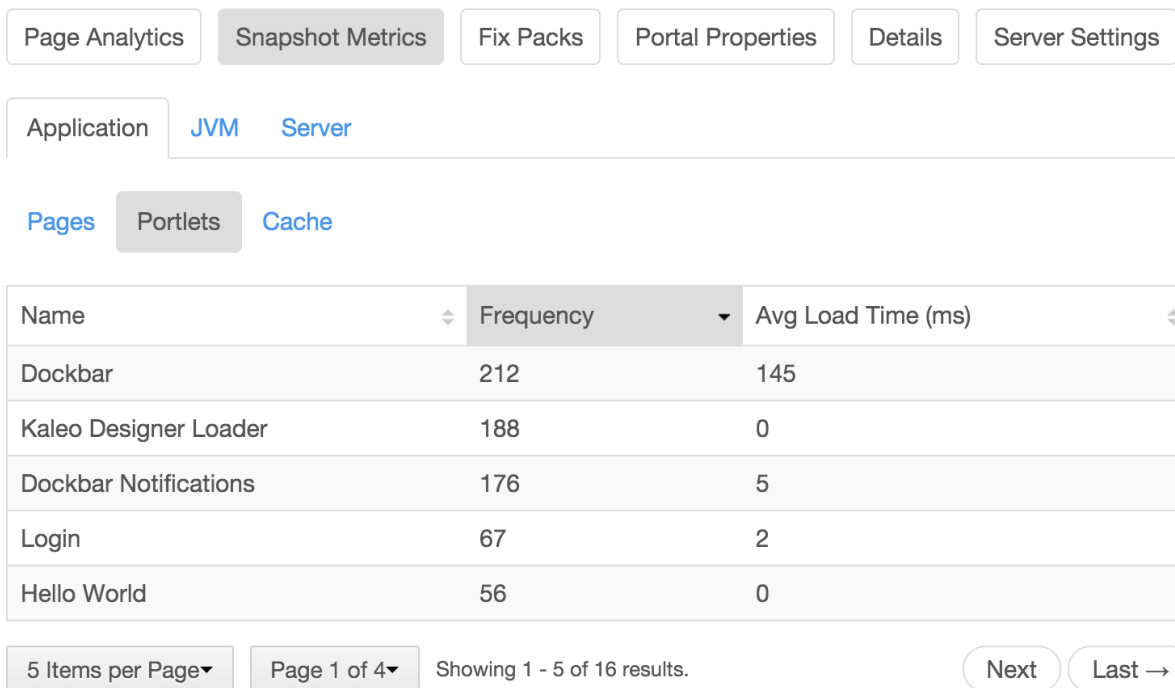 Page Analytics Snapshot Metrics Fix Packs Portal Properties Details Server Settings
Application JVM Server
Pages Portlets Cache
Name Frequency Avg Load Time (ms)
Dockbar 212 145
Kaleo Designer Loader 188 0
Dockbar Notifications 176 5
Login 67 2
Hello World 56 0
5 Items per Page Page 1 of 4 Showing 1 - 5 of 16 results. Next Last →